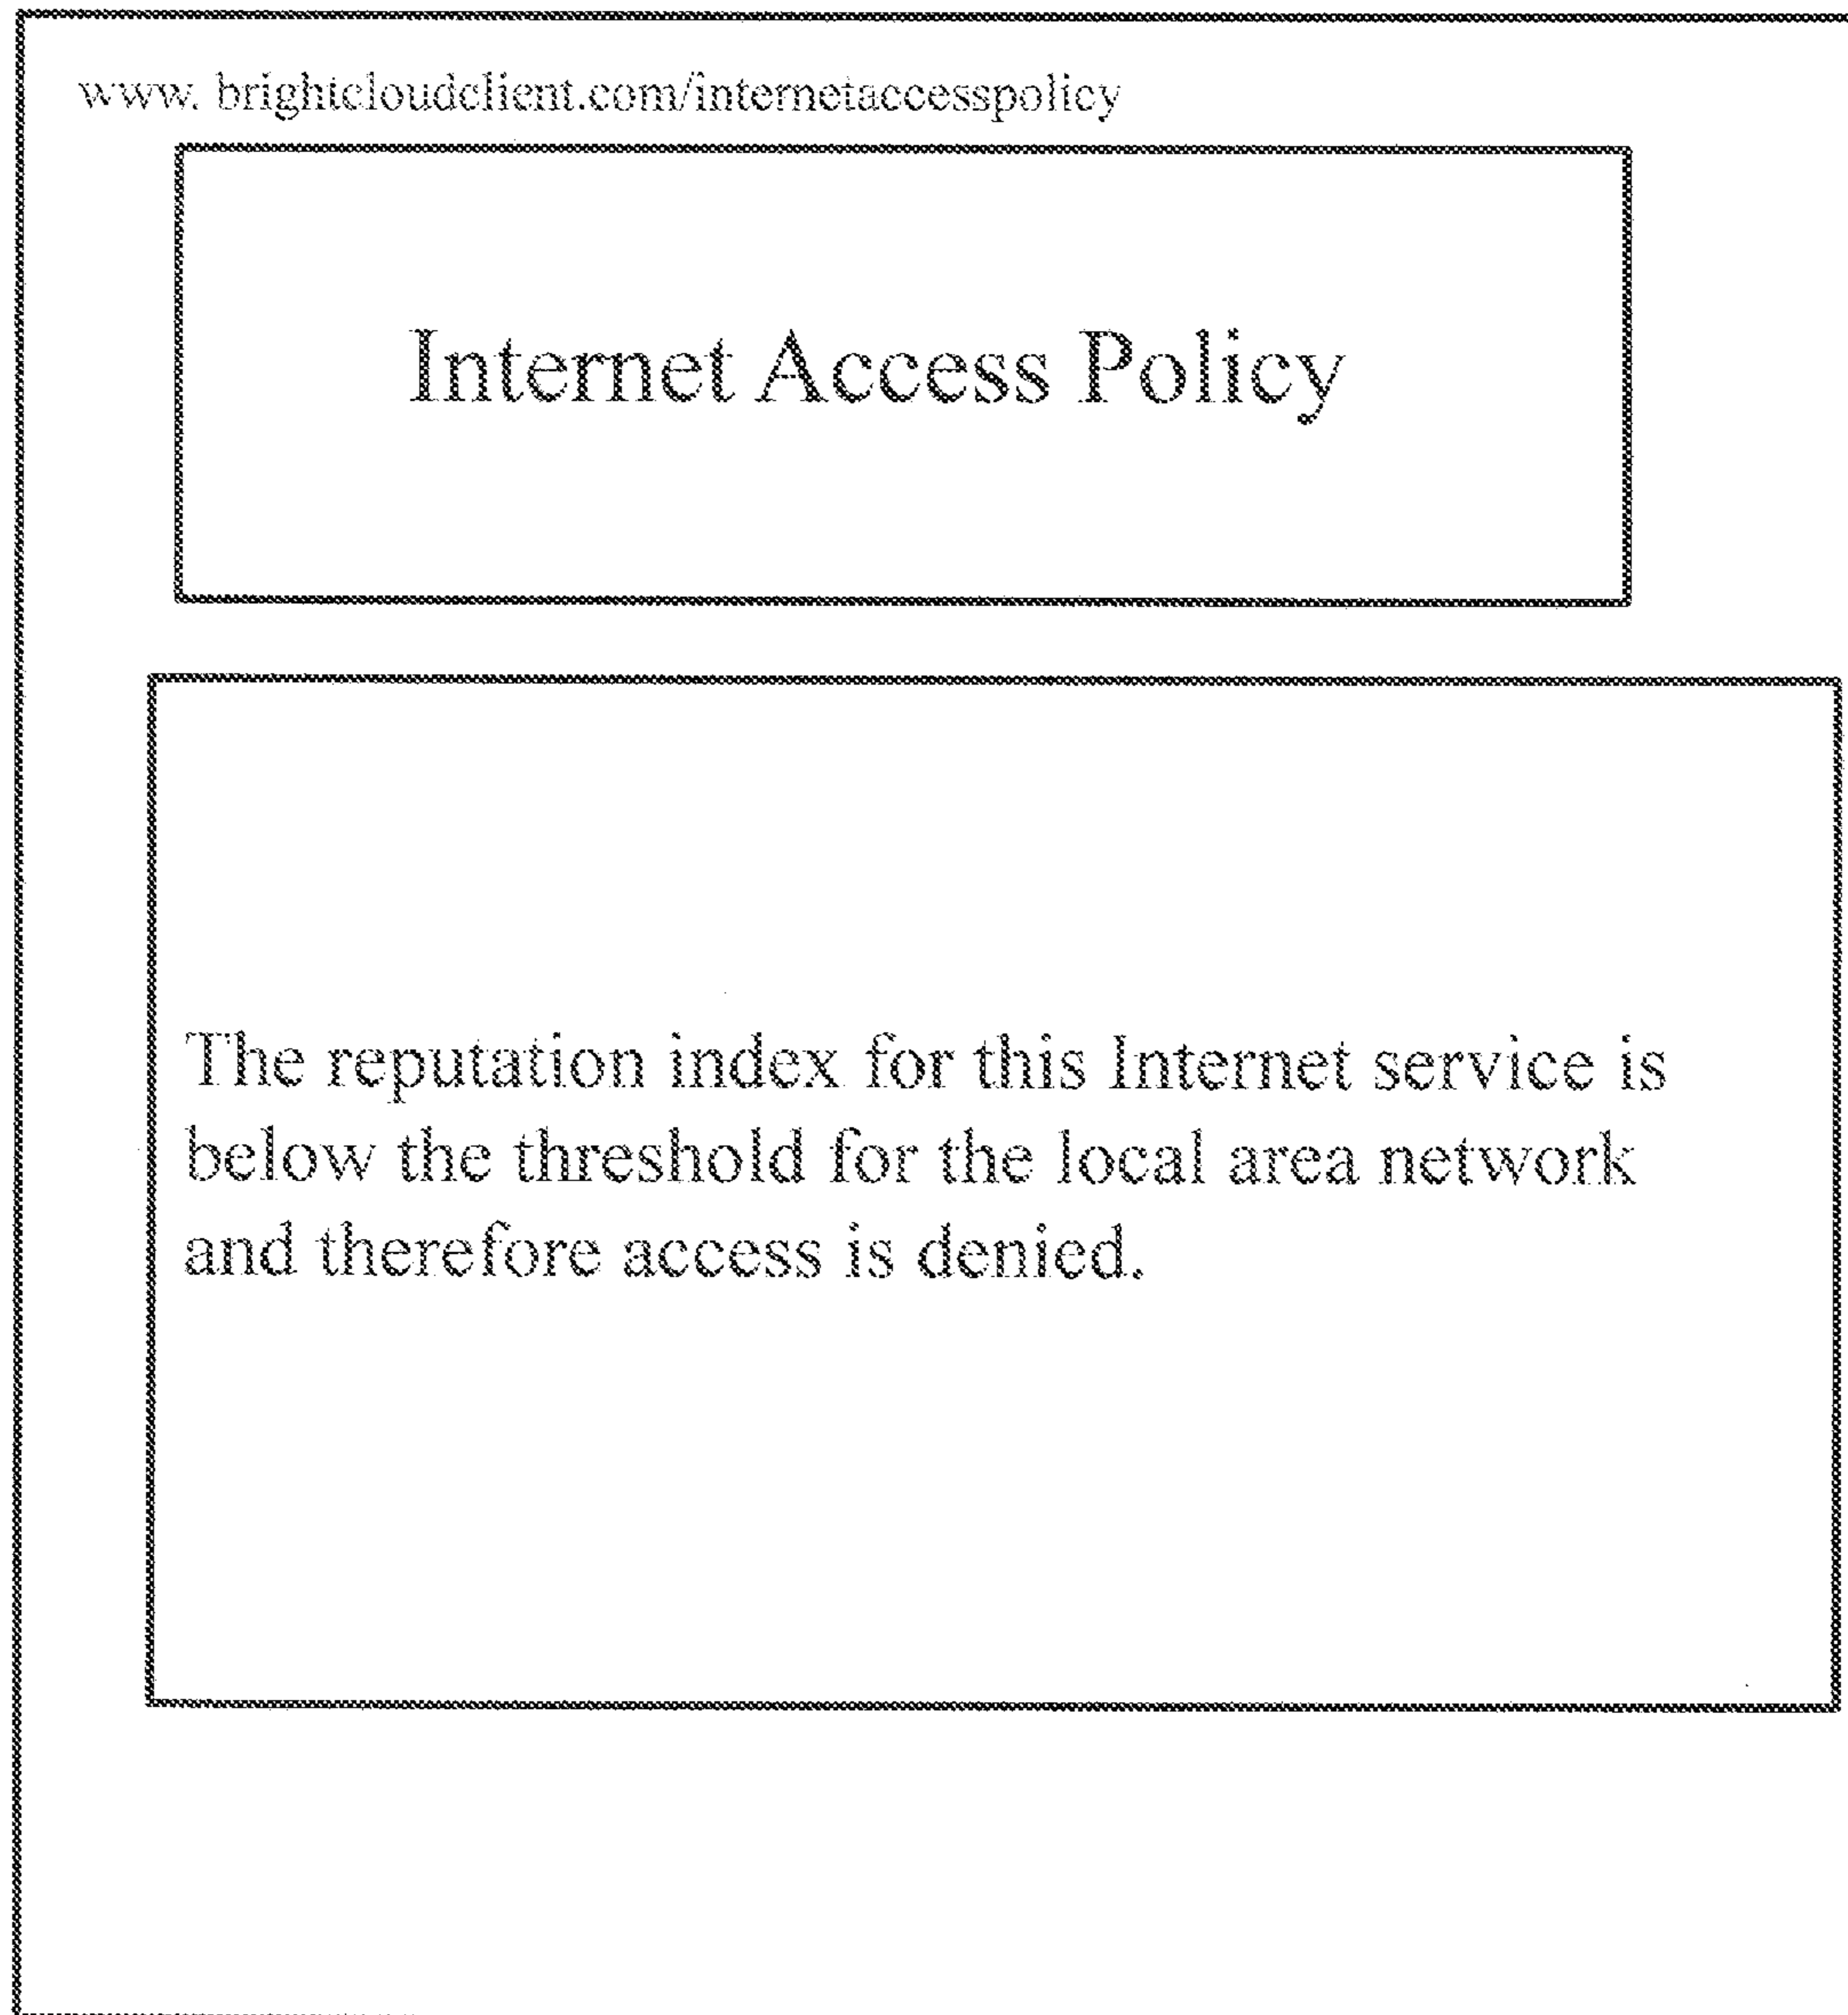 www. brightcloudclient.com/internetaccesspolicy
Internet Access Policy
The reputation index for this Internet service is
below the threshold for the local area network
and therefore access is denied.